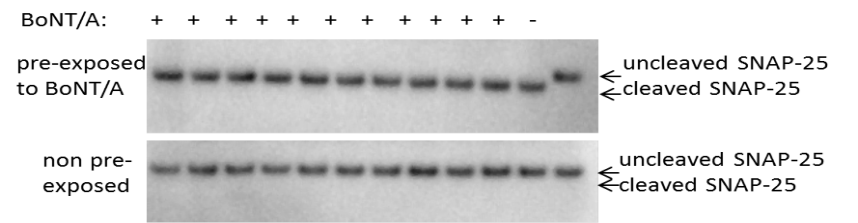 BoNT/A: + + + + + + + + + + + -
pre-exposed
to BoNT/A
uncleaved SNAP-25
cleaved SNAP-25
non pre-
exposed
uncleaved SNAP-25
cleaved SNAP-25